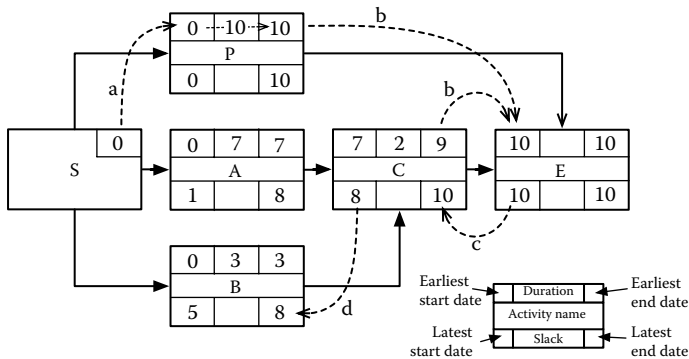 0 10 10
P
0 10
b
a
b
0
S
0 7 7
A
1 8
7 2 9
C
8 10
10 10
E
10 10
c
0 3 3
B
5 8
d
Earliest
start date
Duration
Earliest
end date
Activity name
Latest
start date
Slack
Latest
end date